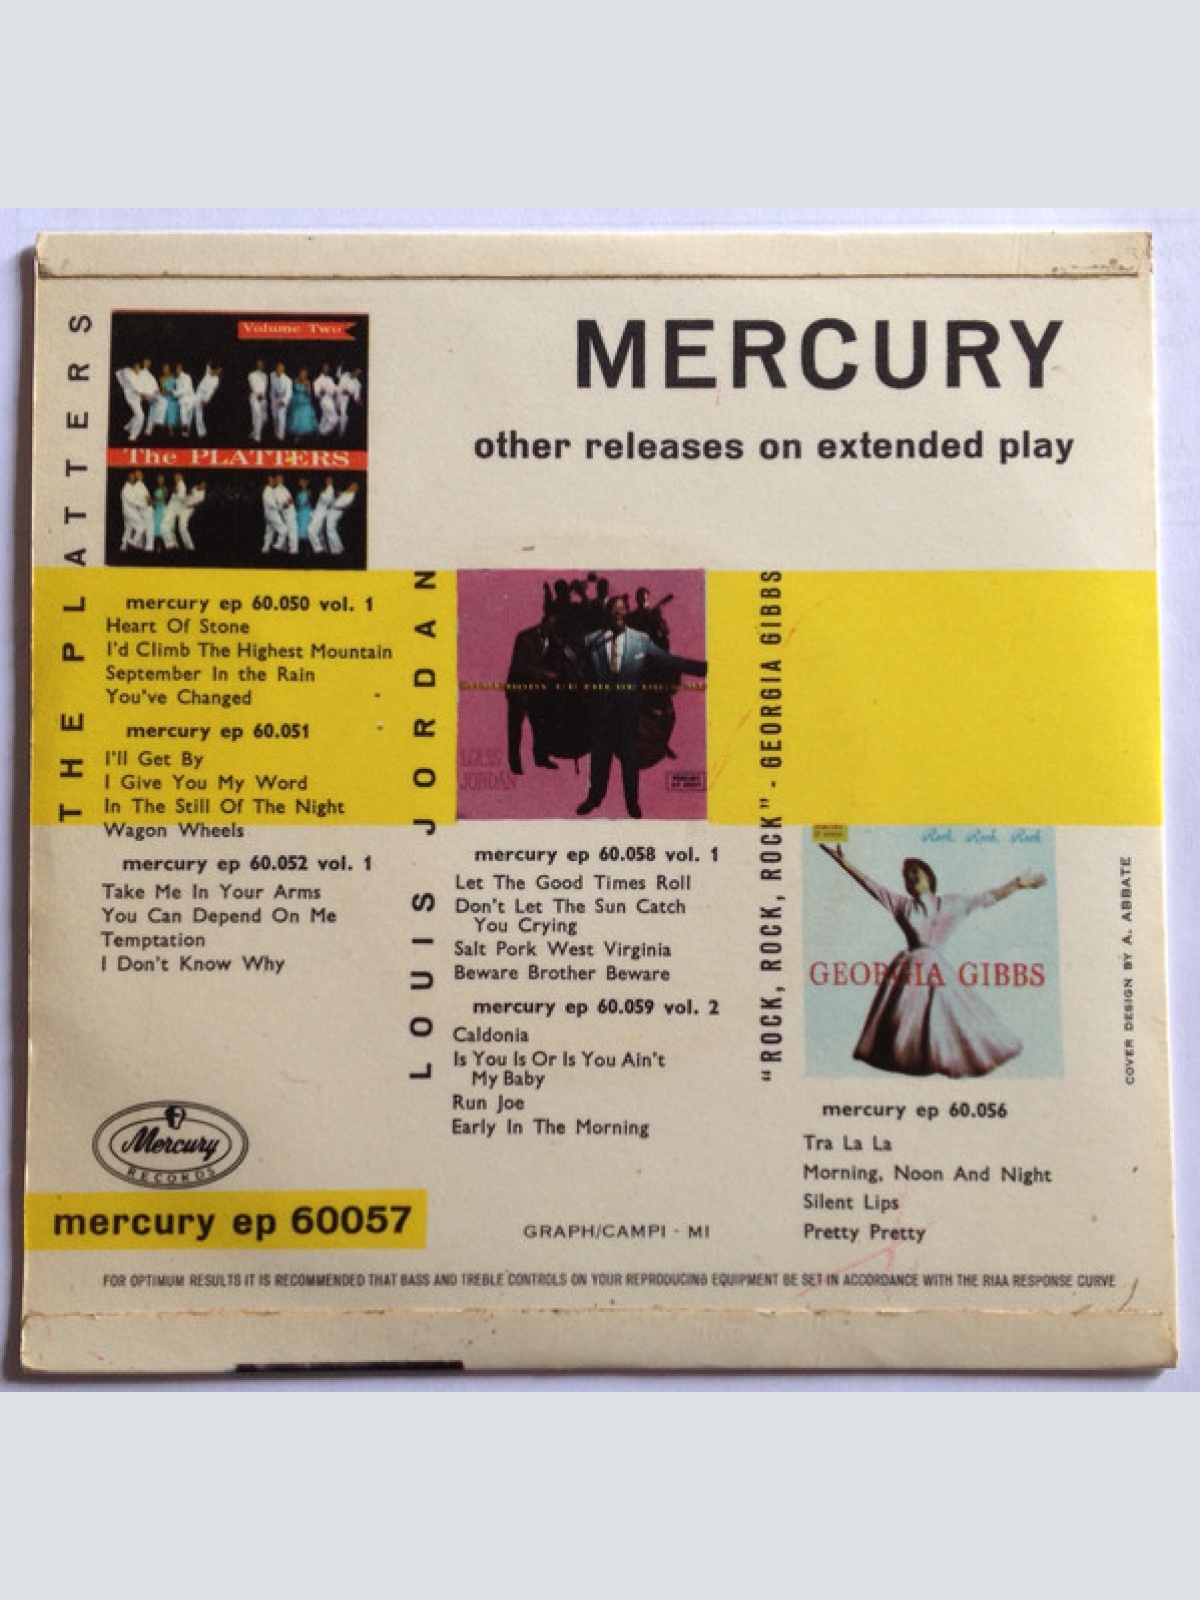 MERCURY
other releases on extended play
THE PLATTERS
Volume Two
The PLATTERS
mercury ep 60.050 vol. 1
Heart Of Stone
I'd Climb The Highest Mountain
September In the Rain
You've Changed
mercury ep 60.051
I'll Get By
I Give You My Word
In The Still Of The Night
Wagon Wheels
mercury ep 60.052 vol. 1
Take Me In Your Arms
You Can Depend On Me
Temptation
I Don't Know Why
LOUIS JORDAN
LOUIS
JORDAN
mercury ep 60.058 vol. 1
Let The Good Times Roll
Don't Let The Sun Catch
You Crying
Salt Pork West Virginia
Beware Brother Beware
mercury ep 60.059 vol. 2
Caldonia
Is You Is Or Is You Ain't
My Baby
Run Joe
Early In The Morning
"ROCK, ROCK, ROCK" - GEORGIA GIBBS
Rock, Rock, Rock
GEORGIA GIBBS
mercury ep 60.056
Tra La La
Morning, Noon And Night
Silent Lips
Pretty Pretty
COVER DESIGN BY A. ABBATE
Mercury
RECORDS
mercury ep 60057
GRAPH/CAMPI - MI
FOR OPTIMUM RESULTS IT IS RECOMMENDED THAT BASS AND TREBLE CONTROLS ON YOUR REPRODUCING EQUIPMENT BE SET IN ACCORDANCE WITH THE RIAA RESPONSE CURVE